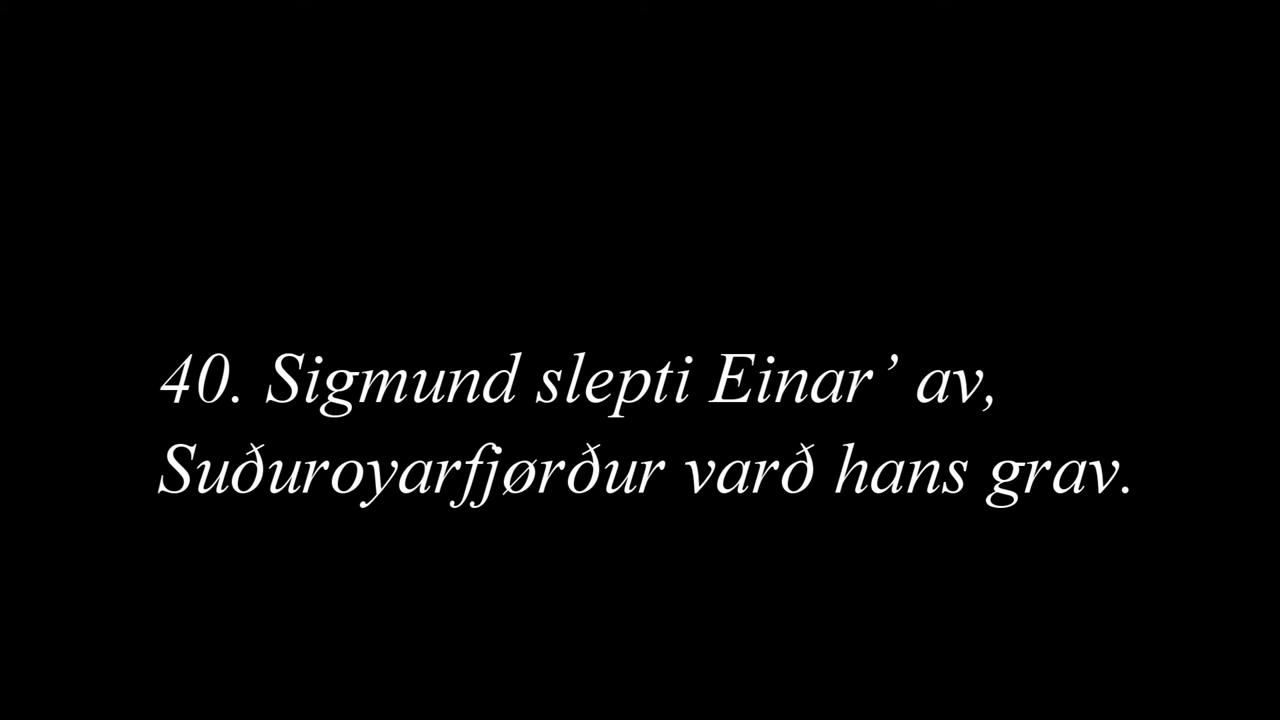 40. Sigmund slepti Einar’ av,
Suðuroyarfjørður varð hans grav.